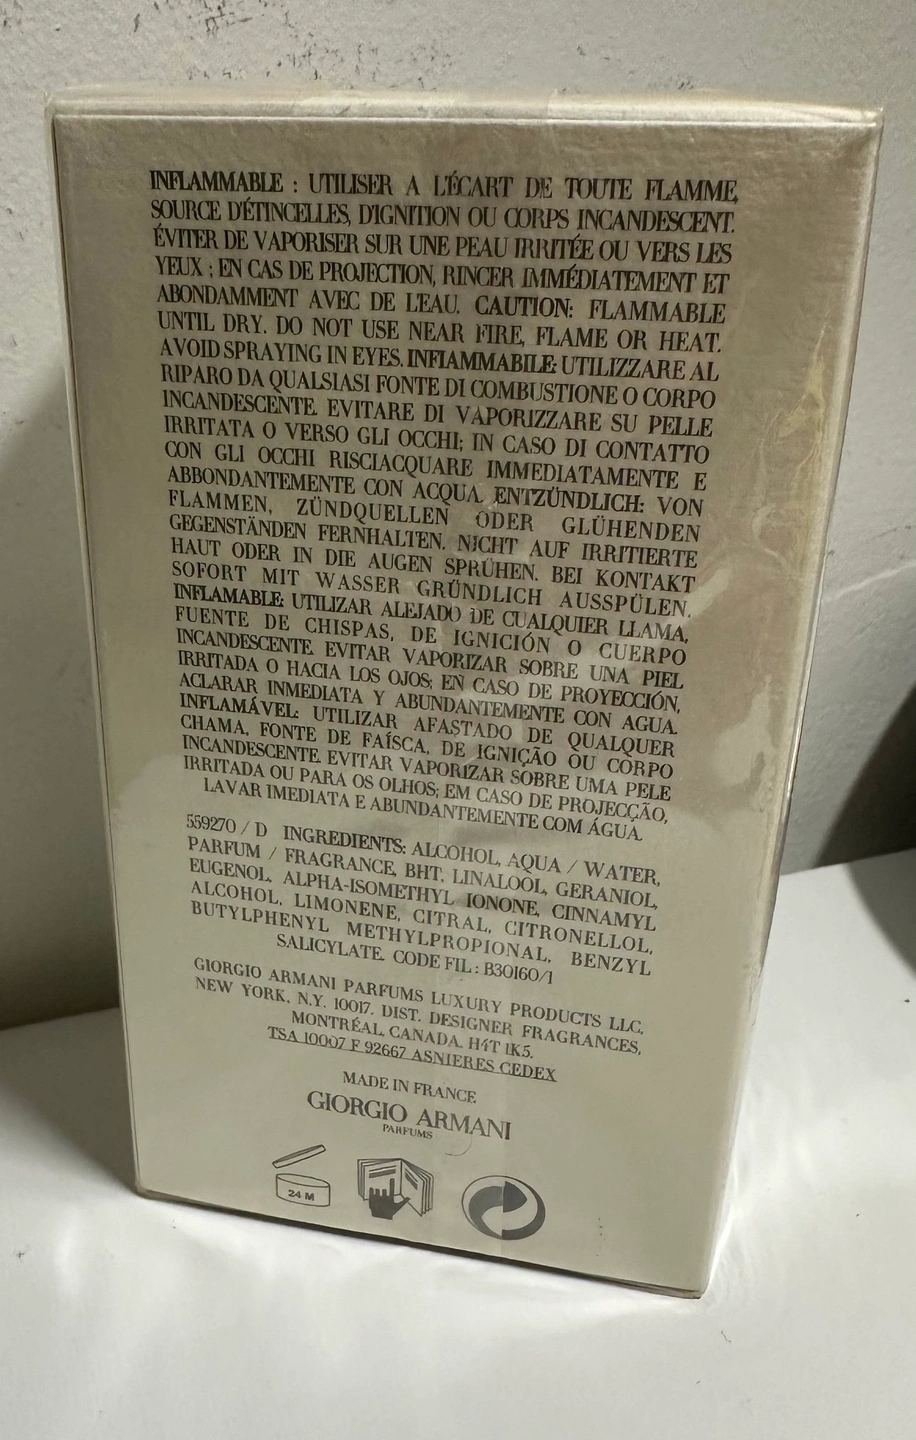 INFLAMMABLE : UTILISER A L'ÉCART DE TOUTE FLAMME,
SOURCE D'ÉTINCELLES, D'IGNITION OU CORPS INCANDESCENT.
ÉVITER DE VAPORISER SUR UNE PEAU IRRITÉE OU VERS LES
YEUX ; EN CAS DE PROJECTION, RINCER IMMÉDIATEMENT ET
ABONDAMMENT AVEC DE L'EAU. CAUTION: FLAMMABLE
UNTIL DRY. DO NOT USE NEAR FIRE, FLAME OR HEAT.
AVOID SPRAYING IN EYES. INFIAMMABILE: UTILIZZARE AL
RIPARO DA QUALSIASI FONTE DI COMBUSTIONE O CORPO
INCANDESCENTE. EVITARE DI VAPORIZZARE SU PELLE
IRRITATA O VERSO GLI OCCHI; IN CASO DI CONTATTO
CON GLI OCCHI RISCIACQUARE IMMEDIATAMENTE E
ABBONDANTEMENTE CON ACQUA. ENTZÜNDLICH: VON
FLAMMEN, ZÜNDQUELLEN ODER GLÜHENDEN
GEGENSTÄNDEN FERNHALTEN. NICHT AUF IRRITIERTE
HAUT ODER IN DIE AUGEN SPRÜHEN. BEI KONTAKT
SOFORT MIT WASSER GRÜNDLICH AUSSPÜLEN.
INFLAMABLE: UTILIZAR ALEJADO DE CUALQUIER LLAMA,
FUENTE DE CHISPAS, DE IGNICIÓN O CUERPO
INCANDESCENTE. EVITAR VAPORIZAR SOBRE UNA PIEL
IRRITADA O HACIA LOS OJOS; EN CASO DE PROYECCIÓN,
ACLARAR INMEDIATA Y ABUNDANTEMENTE CON AGUA.
INFLAMÁVEL: UTILIZAR AFASTADO DE QUALQUER
CHAMA, FONTE DE FAÍSCA, DE IGNIÇÃO OU CORPO
INCANDESCENTE. EVITAR VAPORIZAR SOBRE UMA PELE
IRRITADA OU PARA OS OLHOS; EM CASO DE PROJECÇÃO,
LAVAR IMEDIATA E ABUNDANTEMENTE COM ÁGUA.
559270 / D INGREDIENTS: ALCOHOL, AQUA / WATER,
PARFUM / FRAGRANCE, BHT, LINALOOL, GERANIOL,
EUGENOL, ALPHA-ISOMETHYL IONONE, CINNAMYL
ALCOHOL, LIMONENE, CITRAL, CITRONELLOL,
BUTYLPHENYL METHYLPROPIONAL, BENZYL
SALICYLATE. CODE FIL : B30160/1
GIORGIO ARMANI PARFUMS LUXURY PRODUCTS LLC,
NEW YORK, N.Y. 10017. DIST. DESIGNER FRAGRANCES,
MONTRÉAL, CANADA. H4T 1K5.
TSA 10007 F 92667 ASNIERES CEDEX
MADE IN FRANCE
GIORGIO ARMANI
PARFUMS
24 M